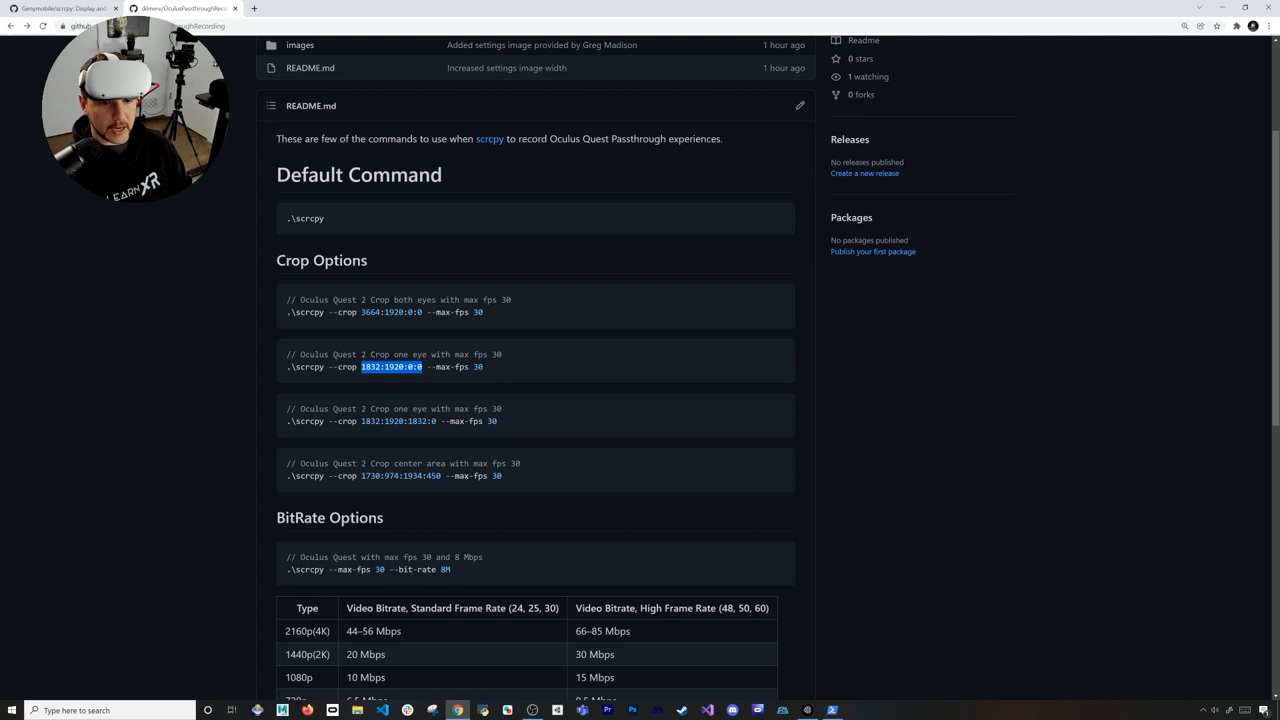 Genymobile/scrcpy: Display and
dilmerv/OculusPassthroughReco
github
oughRecording
images
Added settings image provided by Greg Madison
1 hour ago
README.md
Increased settings image width
1 hour ago
Readme
0 stars
1 watching
0 forks
README.md
These are few of the commands to use when scrcpy to record Oculus Quest Passthrough experiences.
Releases
No releases published
Create a new release
Default Command
.\scrcpy
Packages
No packages published
Publish your first package
Crop Options
// Oculus Quest 2 Crop both eyes with max fps 30
.\scrcpy --crop 3664:1920:0:0 --max-fps 30
// Oculus Quest 2 Crop one eye with max fps 30
.\scrcpy --crop 1832:1920:0:0 --max-fps 30
// Oculus Quest 2 Crop one eye with max fps 30
.\scrcpy --crop 1832:1920:1832:0 --max-fps 30
// Oculus Quest 2 Crop center area with max fps 30
.\scrcpy --crop 1730:974:1934:450 --max-fps 30
BitRate Options
// Oculus Quest with max fps 30 and 8 Mbps
.\scrcpy --max-fps 30 --bit-rate 8M
Type Video Bitrate, Standard Frame Rate (24, 25, 30) Video Bitrate, High Frame Rate (48, 50, 60)
2160p(4K) 44–56 Mbps 66–85 Mbps
1440p(2K) 20 Mbps 30 Mbps
1080p 10 Mbps 15 Mbps
LEARN XR
Type here to search